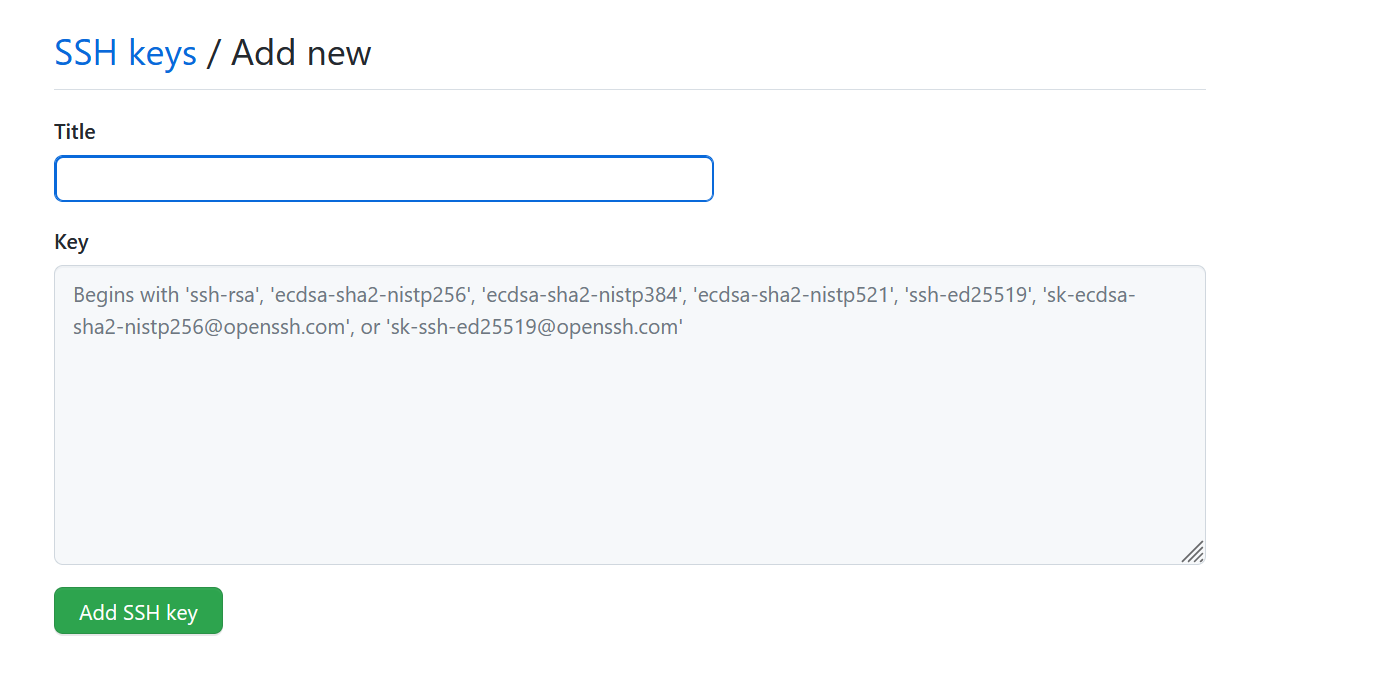 SSH keys / Add new
Title
Key
Begins with 'ssh-rsa', 'ecdsa-sha2-nistp256', 'ecdsa-sha2-nistp384', 'ecdsa-sha2-nistp521', 'ssh-ed25519', 'sk-ecdsa-
sha2-nistp256@openssh.com', or 'sk-ssh-ed25519@openssh.com'
Add SSH key